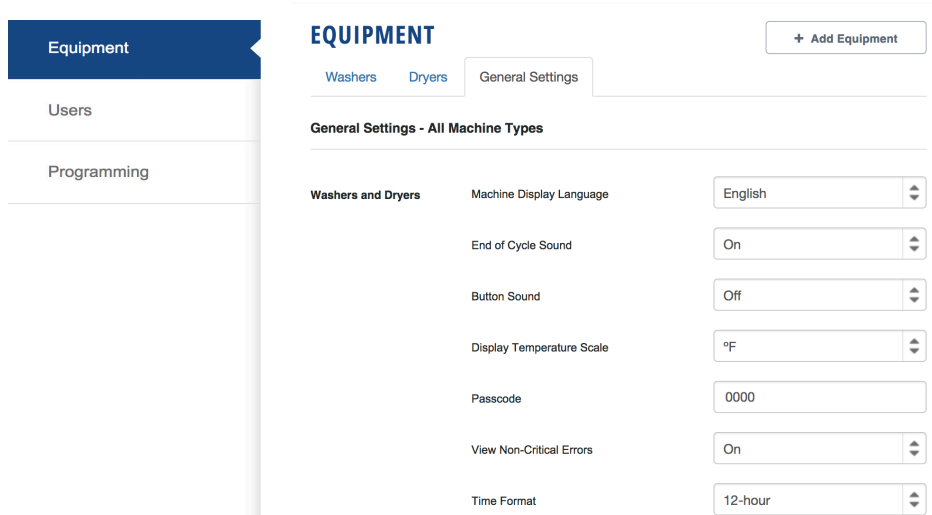 Equipment
Users
Programming
EQUIPMENT
+ Add Equipment
Washers Dryers General Settings
General Settings - All Machine Types
Washers and Dryers Machine Display Language English
End of Cycle Sound On
Button Sound Off
Display Temperature Scale ºF
Passcode 0000
View Non-Critical Errors On
Time Format 12-hour